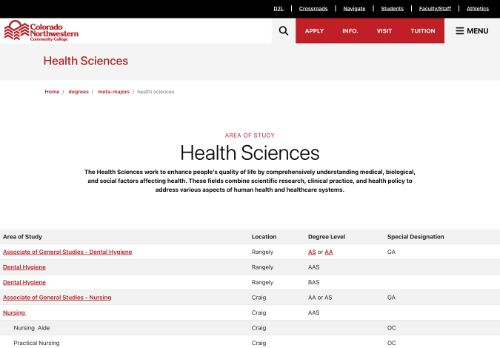 D2L Crossroads Navigate Students Faculty/Staff Athletics
Colorado
Northwestern
Community College
APPLY INFO. VISIT TUITION MENU
Health Sciences
Home / degrees / meta-majors / health sciences
AREA OF STUDY
Health Sciences
The Health Sciences work to enhance people's quality of life by comprehensively understanding medical, biological,
and social factors affecting health. These fields combine scientific research, clinical practice, and health policy to
address various aspects of human health and healthcare systems.
Area of Study Location Degree Level Special Designation
Associate of General Studies - Dental Hygiene Rangely AS or AA GA
Dental Hygiene Rangely AAS
Dental Hygiene Rangely BAS
Associate of General Studies - Nursing Craig AA or AS GA
Nursing Craig AAS
Nursing Aide Craig OC
Practical Nursing Craig OC